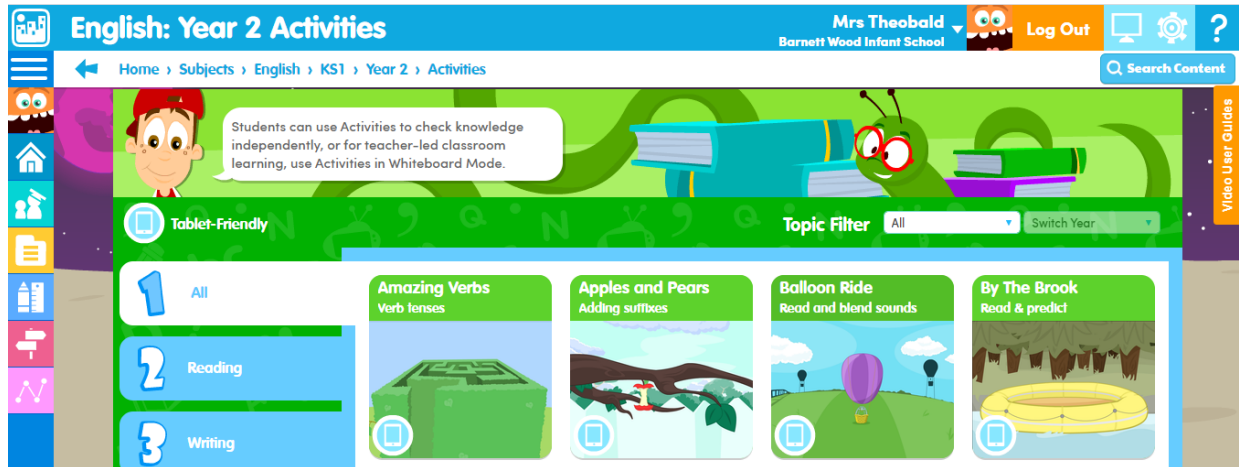 English: Year 2 Activities
Mrs Theobald
Barnett Wood Infant School
Log Out
?
Home › Subjects › English › KS1 › Year 2 › Activities
Search Content
Video User Guides
Students can use Activities to check knowledge
independently, or for teacher-led classroom
learning, use Activities in Whiteboard Mode.
Tablet-Friendly
Topic Filter All Switch Year
1 All
2 Reading
3 Writing
Amazing Verbs
Verb tenses
Apples and Pears
Adding suffixes
Balloon Ride
Read and blend sounds
By The Brook
Read & predict